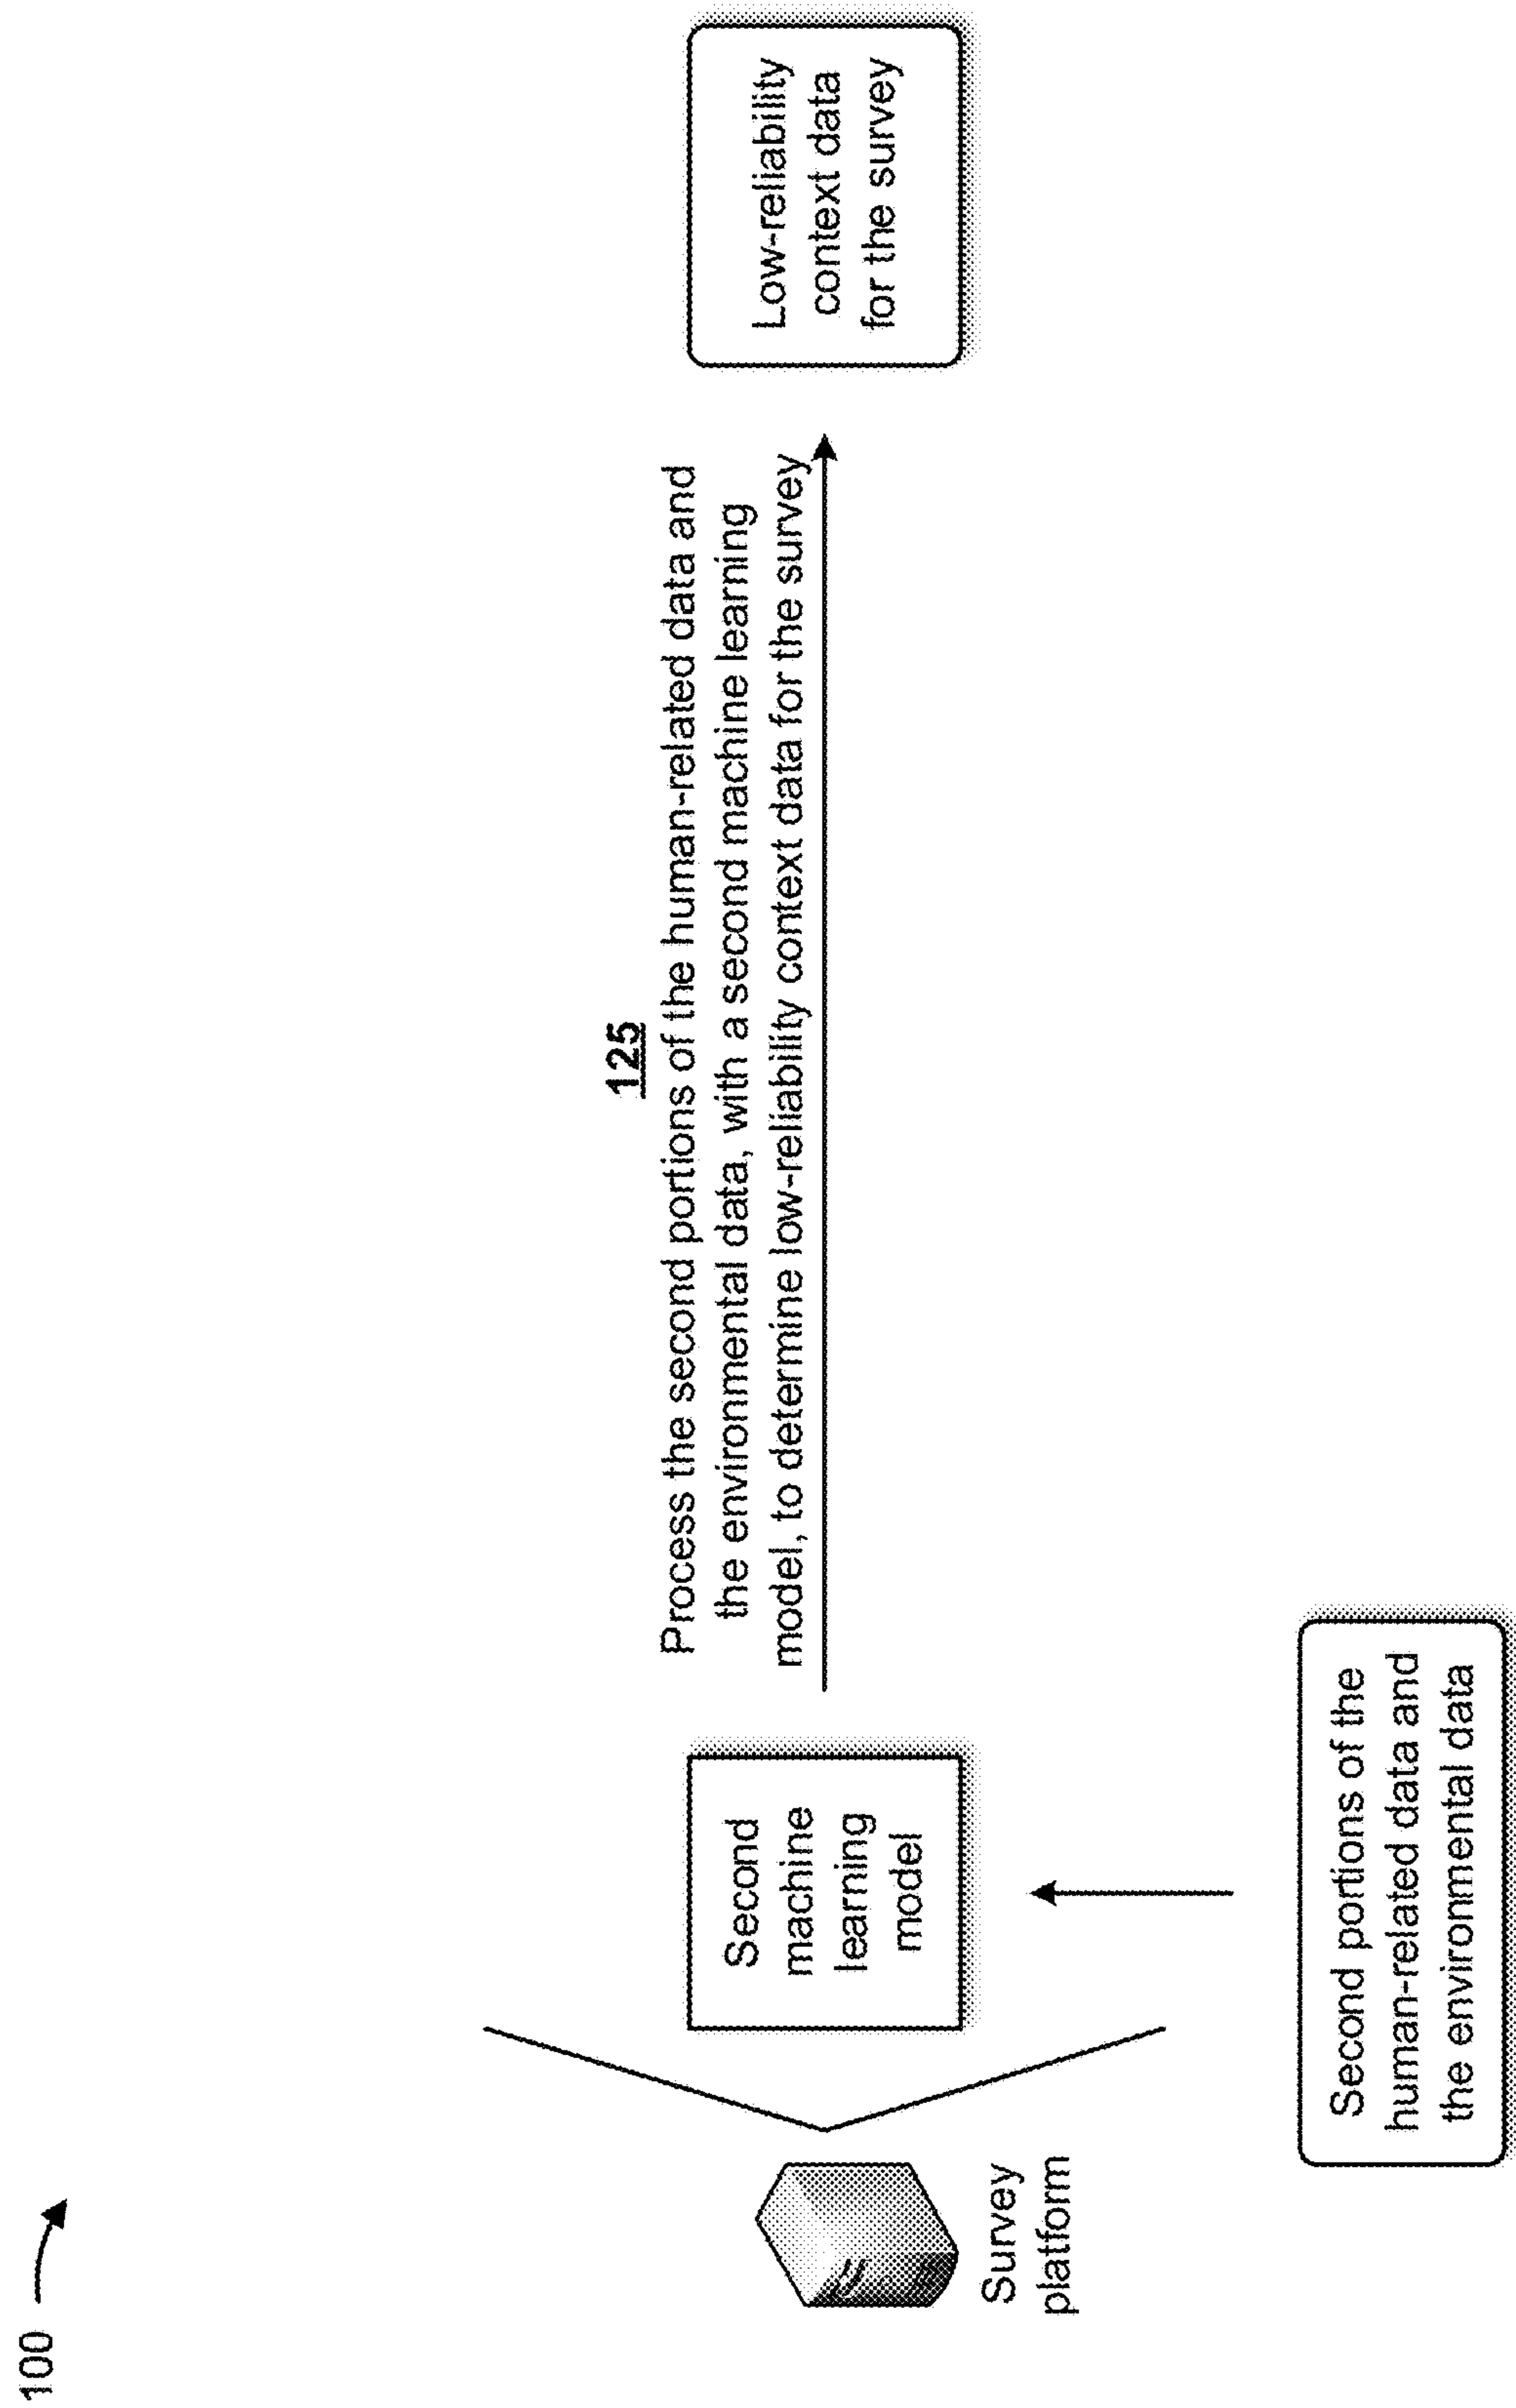 100
125
Process the second portions of the human-related data and
the environmental data, with a second machine learning
model, to determine low-reliability context data for the survey
Survey
platform
Second
machine
learning
model
Low-reliability
context data
for the survey
Second portions of the
human-related data and
the environmental data